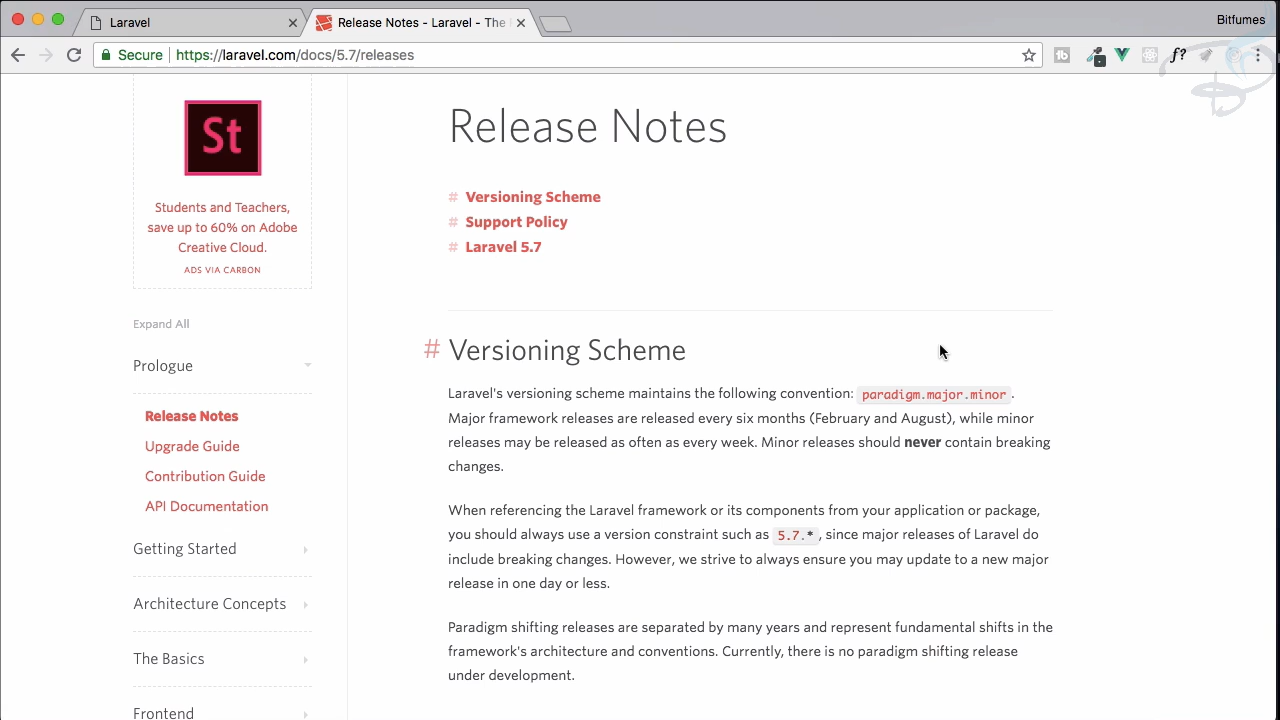 Laravel
Release Notes - Laravel - The
Bitfumes
Secure
https://laravel.com/docs/5.7/releases
f?
St
Students and Teachers,
save up to 60% on Adobe
Creative Cloud.
ADS VIA CARBON
Expand All
Prologue
Release Notes
Upgrade Guide
Contribution Guide
API Documentation
Getting Started
Architecture Concepts
The Basics
Frontend
Release Notes
# Versioning Scheme
# Support Policy
# Laravel 5.7
# Versioning Scheme
Laravel's versioning scheme maintains the following convention: paradigm.major.minor.
Major framework releases are released every six months (February and August), while minor
releases may be released as often as every week. Minor releases should never contain breaking
changes.
When referencing the Laravel framework or its components from your application or package,
you should always use a version constraint such as 5.7.*, since major releases of Laravel do
include breaking changes. However, we strive to always ensure you may update to a new major
release in one day or less.
Paradigm shifting releases are separated by many years and represent fundamental shifts in the
framework's architecture and conventions. Currently, there is no paradigm shifting release
under development.